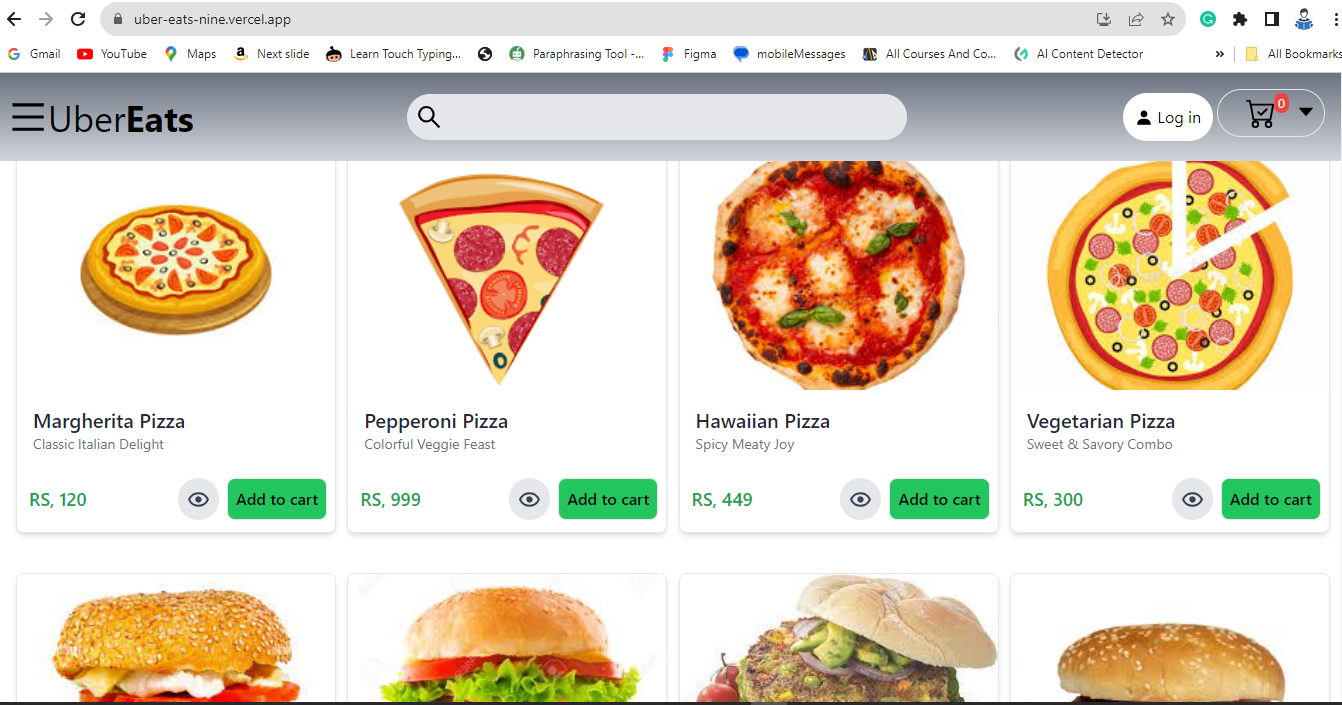 uber-eats-nine.vercel.app
Gmail YouTube Maps Next slide Learn Touch Typing... Paraphrasing Tool -... Figma mobileMessages All Courses And Co... AI Content Detector » All Bookmarks
UberEats Log in 0
Margherita Pizza Pepperoni Pizza Hawaiian Pizza Vegetarian Pizza
Classic Italian Delight Colorful Veggie Feast Spicy Meaty Joy Sweet & Savory Combo
RS, 120 Add to cart RS, 999 Add to cart RS, 449 Add to cart RS, 300 Add to cart